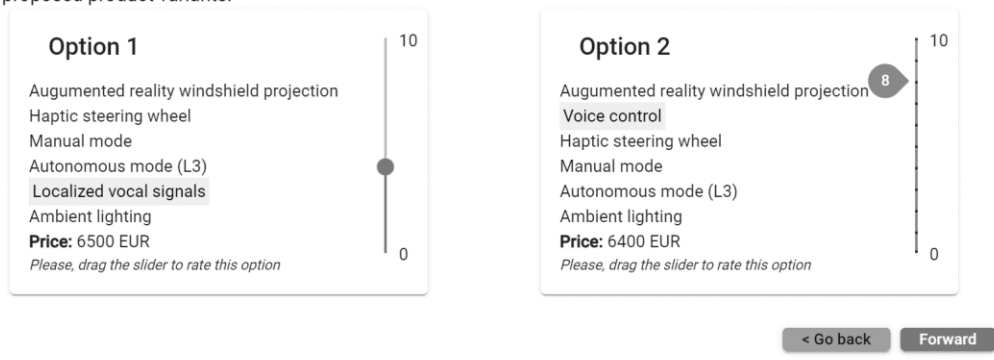 proposed product variants.
Option 1
10
Augumented reality windshield projection
Haptic steering wheel
Manual mode
Autonomous mode (L3)
Localized vocal signals
Ambient lighting
Price: 6500 EUR
0
Please, drag the slider to rate this option
Option 2
10
8
Augumented reality windshield projection
Voice control
Haptic steering wheel
Manual mode
Autonomous mode (L3)
Ambient lighting
Price: 6400 EUR
0
Please, drag the slider to rate this option
< Go back
Forward